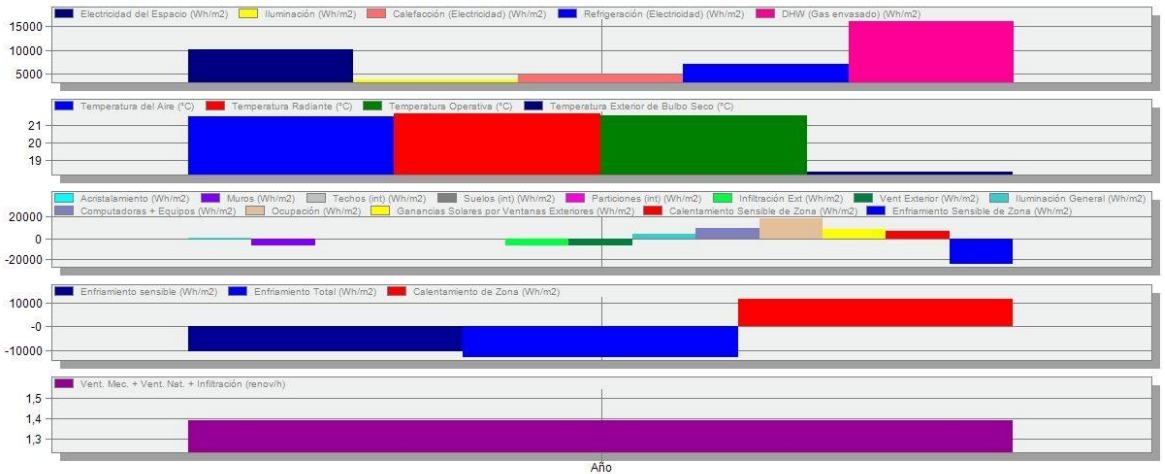 Electricidad del Espacio (Wh/m2) Iluminación (Wh/m2) Calefacción (Electricidad) (Wh/m2) Refrigeración (Electricidad) (Wh/m2) DHW (Gas envasado) (Wh/m2)
15000
10000
5000
Temperatura del Aire (°C) Temperatura Radiante (°C) Temperatura Operativa (°C) Temperatura Exterior de Bulbo Seco (°C)
21
20
19
Acristalamiento (Wh/m2) Muros (Wh/m2) Techos (int) (Wh/m2) Suelos (int) (Wh/m2) Particiones (int) (Wh/m2) Infiltración Ext (Wh/m2) Vent Exterior (Wh/m2) Iluminación General (Wh/m2)
Computadoras + Equipos (Wh/m2) Ocupación (Wh/m2) Ganancias Solares por Ventanas Exteriores (Wh/m2) Calentamiento Sensible de Zona (Wh/m2) Enfriamiento Sensible de Zona (Wh/m2)
20000
0
-20000
Enfriamiento sensible (Wh/m2) Enfriamiento Total (Wh/m2) Calentamiento de Zona (Wh/m2)
10000
-0
-10000
Vent. Mec. + Vent. Nat. + Infiltración (renov/h)
1,5
1,4
1,3
Año